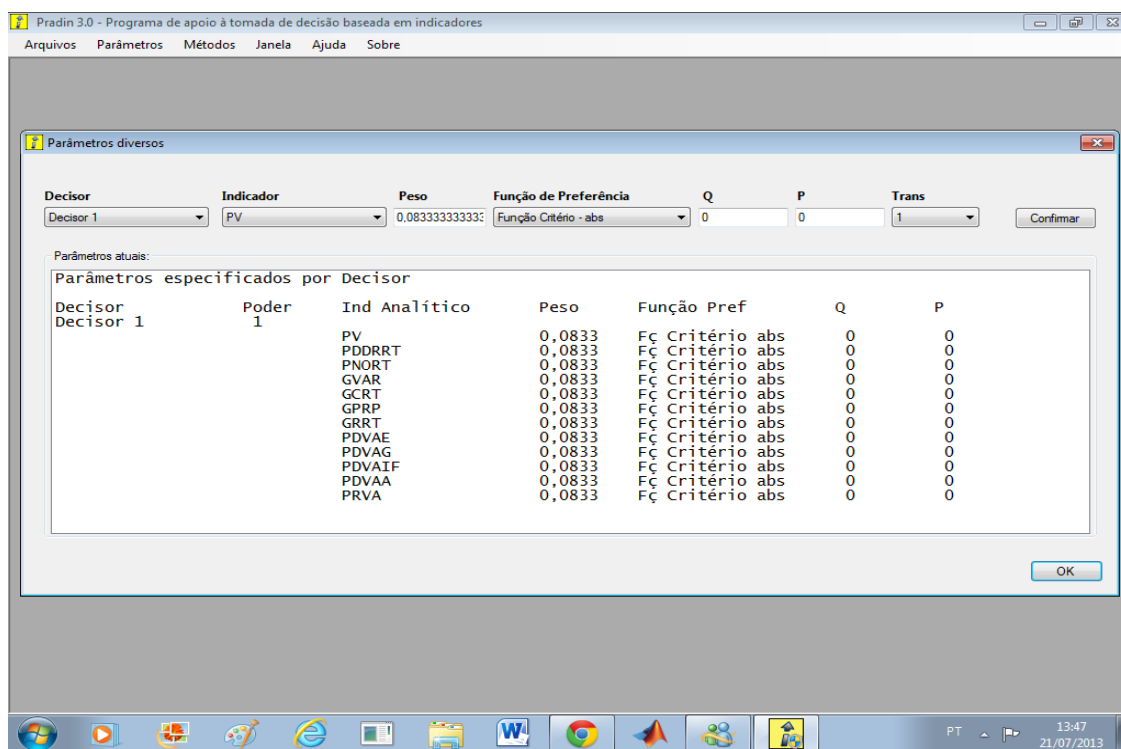 Pradin 3.0 - Programa de apoio à tomada de decisão baseada em indicadores
Arquivos Parâmetros Métodos Janela Ajuda Sobre
Parâmetros diversos
Decisor Indicador Peso Função de Preferência Q P Trans
Decisor 1 PV 0,083333333333 Função Critério - abs 0 0 1 Confirmar
Parâmetros atuais:
Parâmetros especificados por Decisor
Decisor Poder Ind Analítico Peso Função Pref Q P
Decisor 1 1
PV 0,0833 Fç Critério abs 0 0
PDDRRT 0,0833 Fç Critério abs 0 0
PNORT 0,0833 Fç Critério abs 0 0
GVAR 0,0833 Fç Critério abs 0 0
GCRT 0,0833 Fç Critério abs 0 0
GPRP 0,0833 Fç Critério abs 0 0
GRRT 0,0833 Fç Critério abs 0 0
PDVAE 0,0833 Fç Critério abs 0 0
PDVAG 0,0833 Fç Critério abs 0 0
PDVAIF 0,0833 Fç Critério abs 0 0
PDVAA 0,0833 Fç Critério abs 0 0
PRVA 0,0833 Fç Critério abs 0 0
OK
PT 13:47
21/07/2013